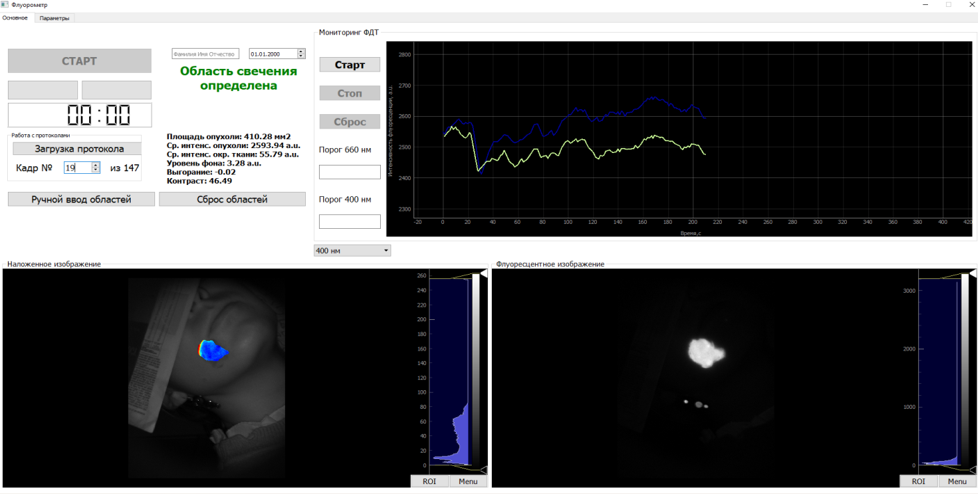 Флуорометр
Основное Параметры
СТАРТ
Фамилия Имя Отчество 01.01.2000
Область свечения
определена
00:00
Работа с протоколами
Загрузка протокола
Кадр № 19 из 147
Площадь опухоли: 410.28 мм2
Ср. интенс. опухоли: 2593.94 a.u.
Ср. интенс. окр. ткани: 55.79 a.u.
Уровень фона: 3.28 a.u.
Выгорание: -0.02
Контраст: 46.49
Ручной ввод областей Сброс областей
Мониторинг ФДТ
Старт
Стоп
Сброс
Порог 660 нм
Порог 400 нм
400 нм
Интенсивность флуоресценции, a.u.
2800
2700
2600
2500
2400
2300
-20 0 20 40 60 80 100 120 140 160 180 200 220 240 260 280 300 320 340 360 380 400 420
Время,с
Наложенное изображение
260
240
220
200
180
160
140
120
100
80
60
40
20
0
ROI Menu
Флуоресцентное изображение
3000
2000
1000
0
ROI Menu